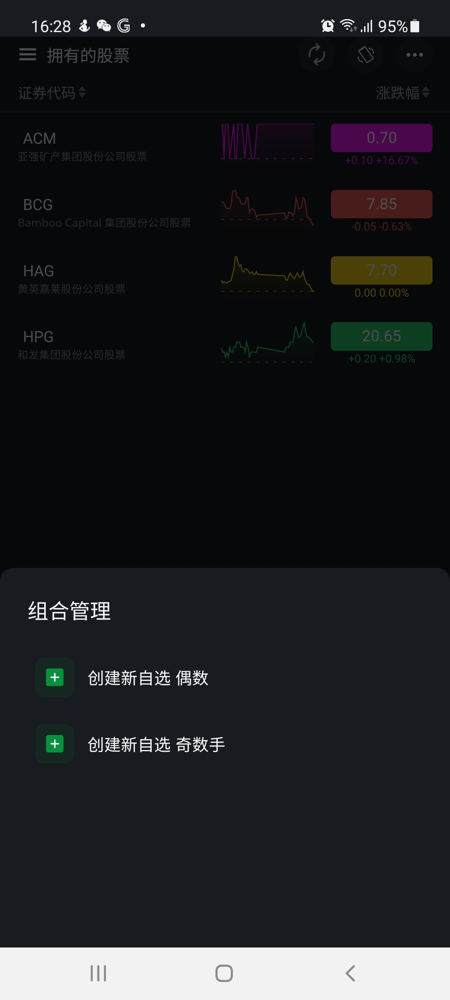 16:28
95%
拥有的股票
证券代码 涨跌幅
ACM 0.70
亚强矿产集团股份公司股票 +0.10 +16.67%
BCG 7.85
Bamboo Capital 集团股份公司股票 -0.05 -0.63%
HAG 7.70
黄英嘉莱股份公司股票 0.00 0.00%
HPG 20.65
和发集团股份公司股票 +0.20 +0.98%
组合管理
创建新自选 偶数
创建新自选 奇数手